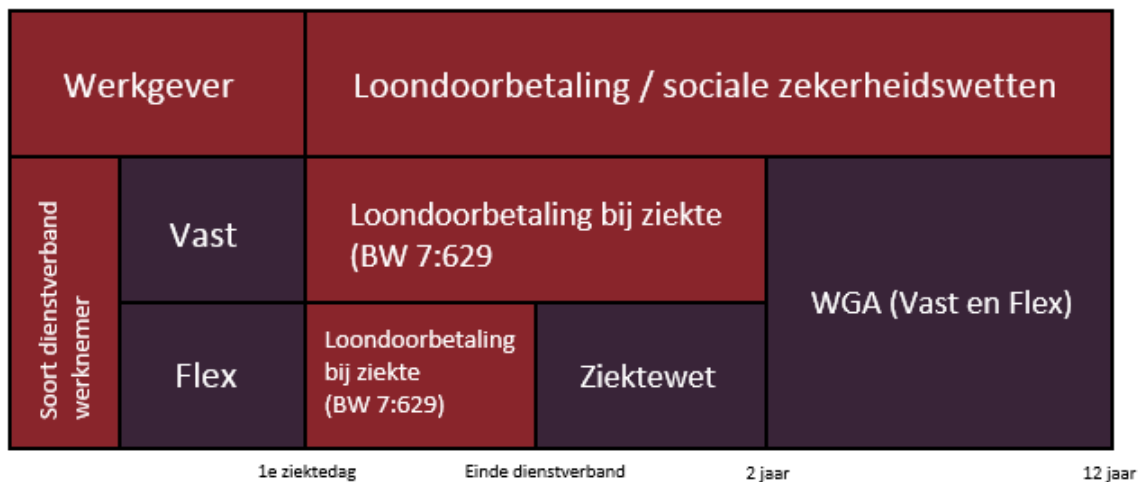 Werkgever
Loondoorbetaling / sociale zekerheidswetten
Soort dienstverband
werknemer
Vast
Loondoorbetaling bij ziekte
(BW 7:629
WGA (Vast en Flex)
Flex
Loondoorbetaling
bij ziekte
(BW 7:629)
Ziektewet
1e ziektedag
Einde dienstverband
2 jaar
12 jaar